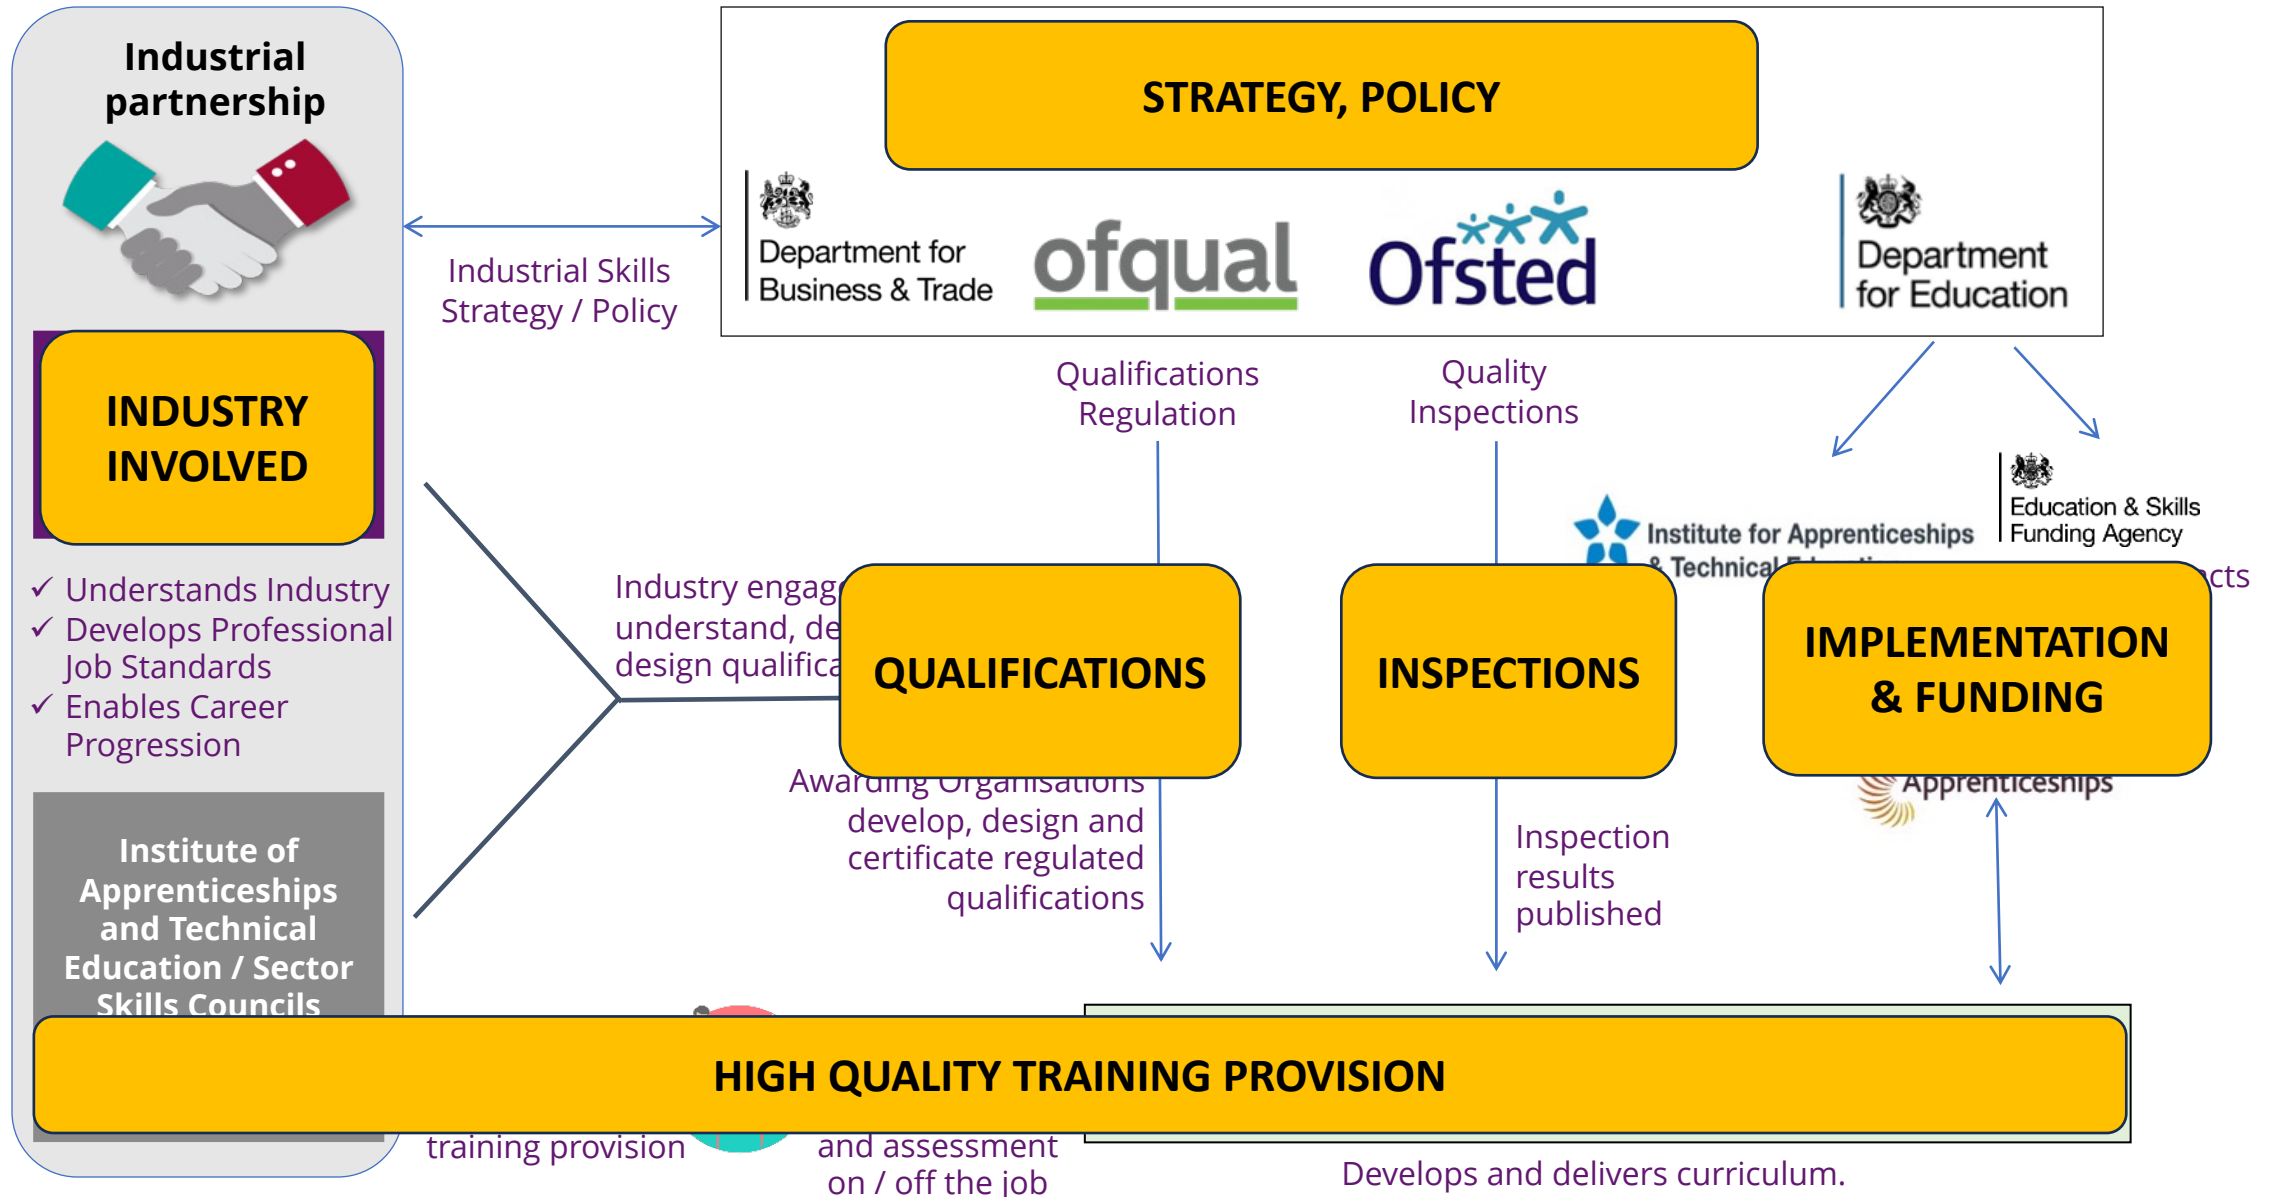 Industrial
partnership
STRATEGY, POLICY
Department for
Business & Trade
ofqual
Ofsted
Department
for Education
Industrial Skills
Strategy / Policy
INDUSTRY
INVOLVED
Qualifications
Regulation
Quality
Inspections
Institute for Apprenticeships
& Technical
Education & Skills
Funding Agency
Understands Industry
Develops Professional
Job Standards
Enables Career
Progression
Industry
understand,
design
QUALIFICATIONS
INSPECTIONS
IMPLEMENTATION
& FUNDING
Awarding Organisations
develop, design and
certificate regulated
qualifications
Inspection
results
published
Apprenticeships
Institute of
Apprenticeships
and Technical
Education / Sector
Skills Councils
HIGH QUALITY TRAINING PROVISION
training provision
and assessment
on / off the job
Develops and delivers curriculum.